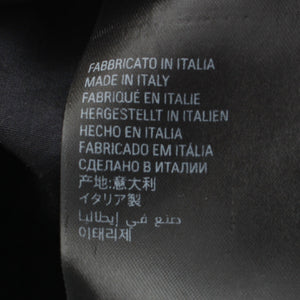 FABBRICATO IN ITALIA
MADE IN ITALY
FABRIQUÉ EN ITALIE
HERGESTELLT IN ITALIEN
HECHO EN ITALIA
FABRICADO EM ITÁLIA
СДЕЛАНО В ИТАЛИИ
产地:意大利
イタリア製
صنع في إيطاليا
이태리제